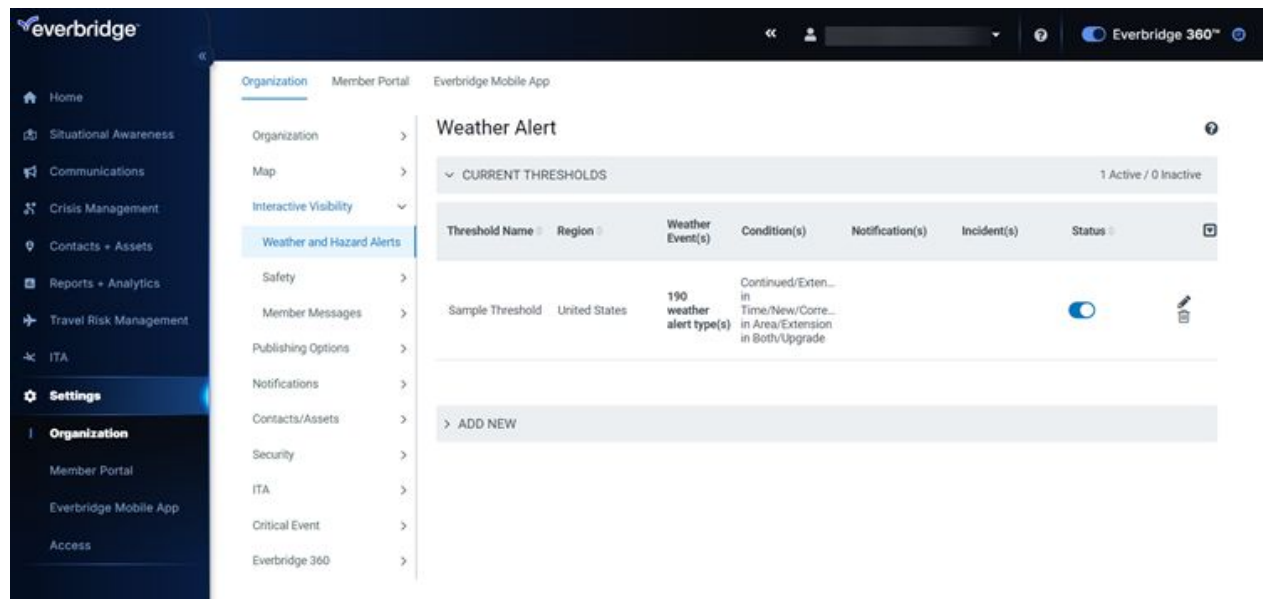 everbridge
Everbridge 360™
Home
Situational Awareness
Communications
Crisis Management
Contacts + Assets
Reports + Analytics
Travel Risk Management
ITA
Settings
Organization
Member Portal
Everbridge Mobile App
Access
Organization Member Portal Everbridge Mobile App
Organization
Map
Interactive Visibility
Weather and Hazard Alerts
Safety
Member Messages
Publishing Options
Notifications
Contacts/Assets
Security
ITA
Critical Event
Everbridge 360
Weather Alert
CURRENT THRESHOLDS 1 Active / 0 Inactive
Threshold Name Region Weather Event(s) Condition(s) Notification(s) Incident(s) Status
Sample Threshold United States
190
weather
alert type(s)
Continued/Exten...
in
Time/New/Corre...
in Area/Extension
in Both/Upgrade
ADD NEW